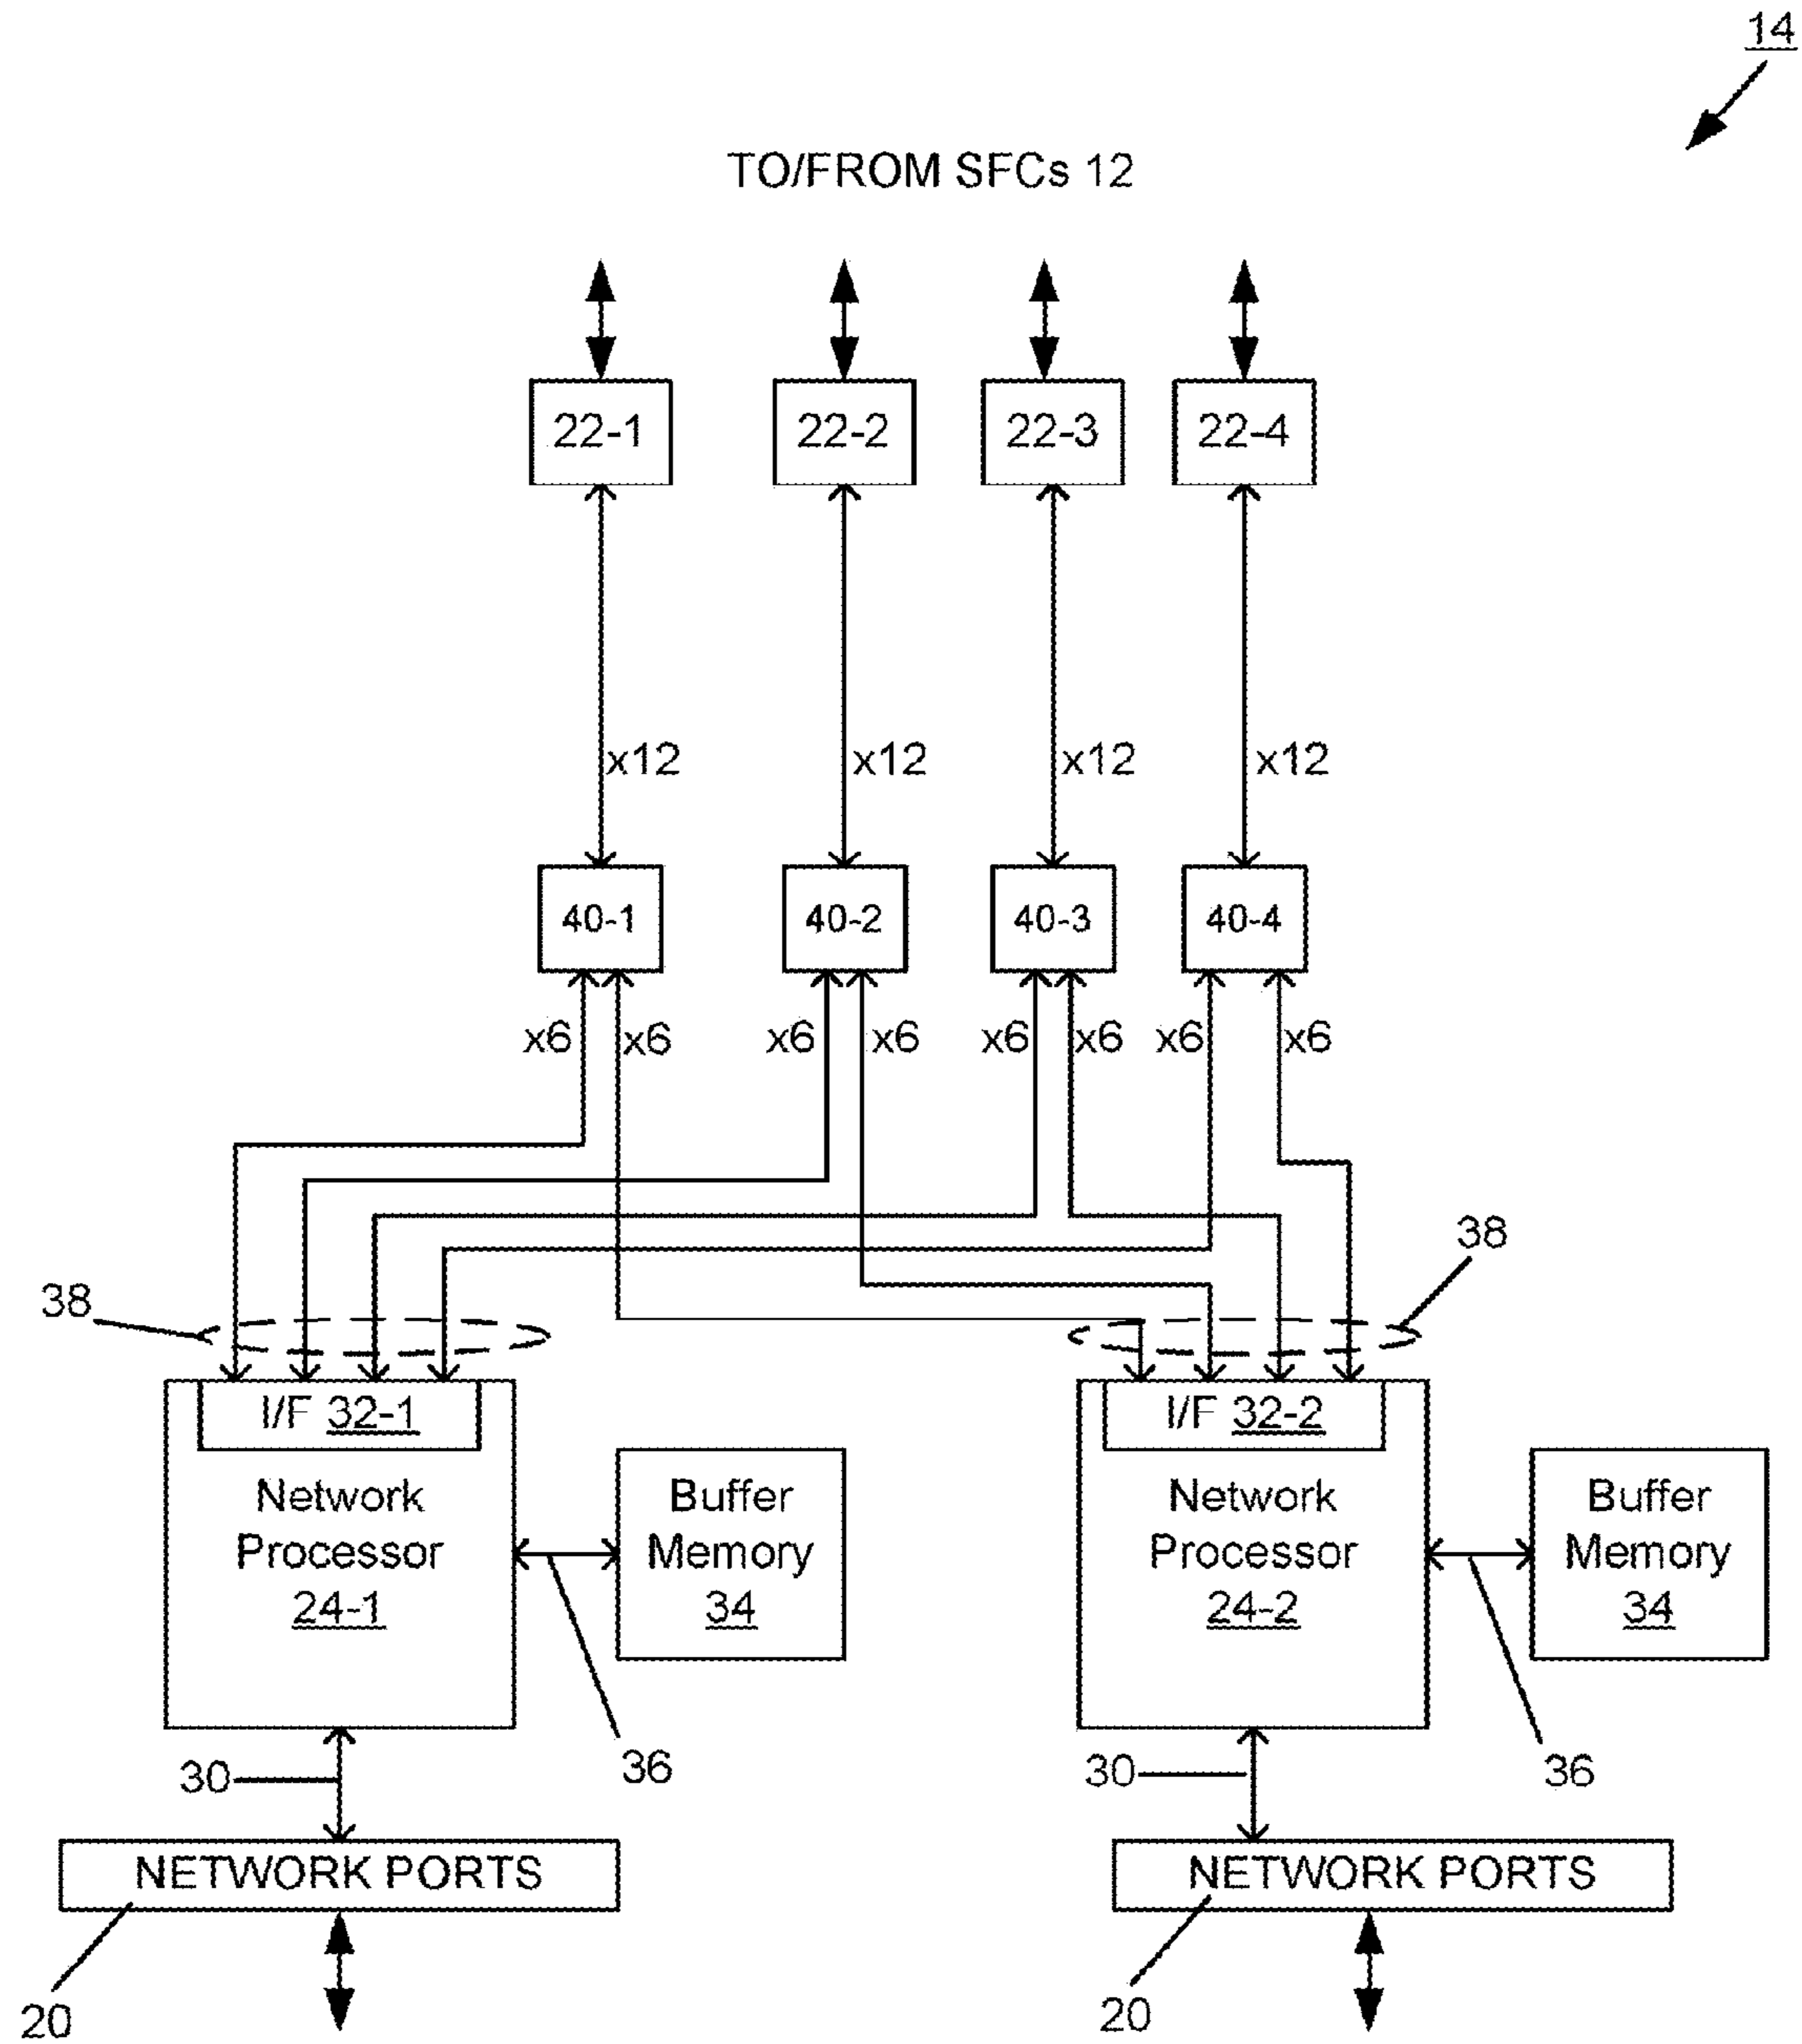 14
TO/FROM SFCs 12
22-1 22-2 22-3 22-4
x12 x12 x12 x12
40-1 40-2 40-3 40-4
x6 x6 x6 x6 x6 x6 x6 x6
38
38
I/F 32-1
Network
Processor
24-1
Buffer
Memory
34
I/F 32-2
Network
Processor
24-2
Buffer
Memory
34
30
36
30
36
NETWORK PORTS
NETWORK PORTS
20
20